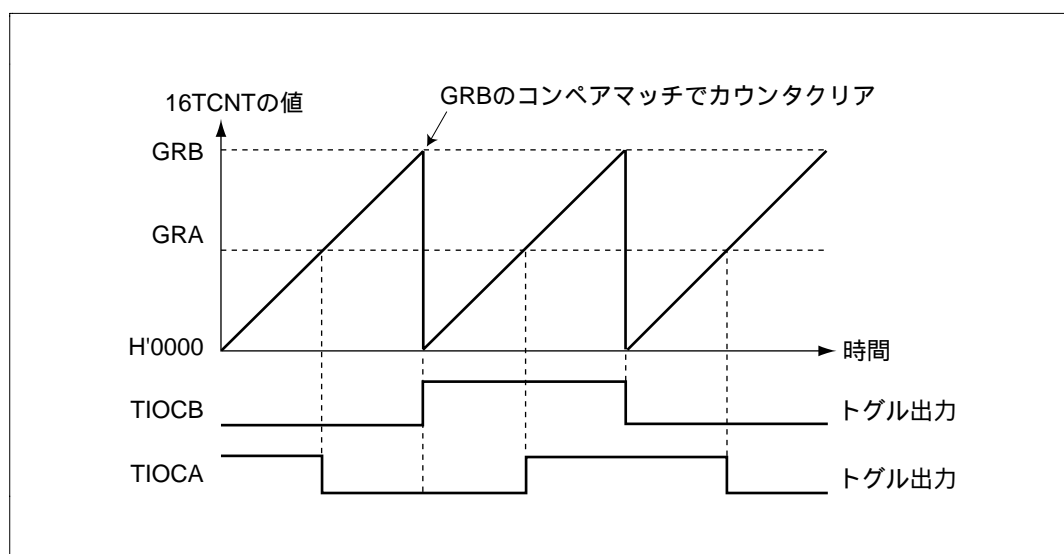 GRBのコンペアマッチでカウンタクリア
16TCNTの値
GRB
GRA
H'0000
時間
TIOCB
トグル出力
TIOCA
トグル出力